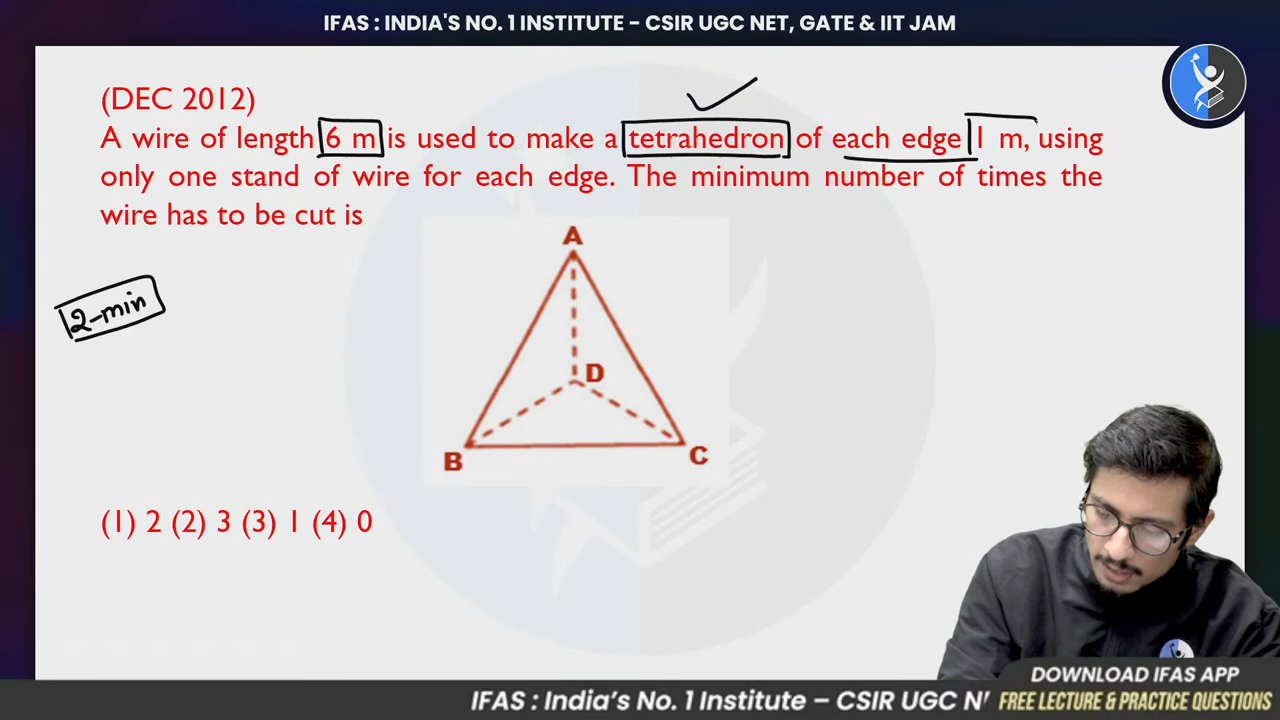 IFAS : INDIA'S NO. 1 INSTITUTE – CSIR UGC NET, GATE & IIT JAM
(DEC 2012)
A wire of length 6 m is used to make a tetrahedron of each edge 1 m, using
only one stand of wire for each edge. The minimum number of times the
wire has to be cut is
2-min
A
D
B
C
(1) 2 (2) 3 (3) 1 (4) 0
DOWNLOAD IFAS APP
IFAS : India's No. 1 Institute – CSIR UGC N
FREE LECTURE & PRACTICE QUESTIONS